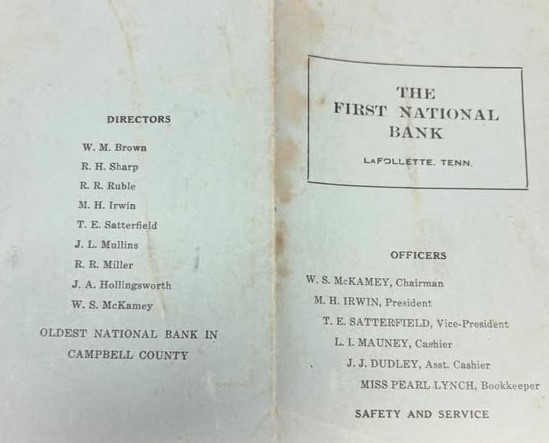 DIRECTORS
W. M. Brown
R. H. Sharp
R. R. Ruble
M. H. Irwin
T. E. Satterfield
J. L. Mullins
R. R. Miller
J. A. Hollingsworth
W. S. McKamey
OLDEST NATIONAL BANK IN
CAMPBELL COUNTY
THE
FIRST NATIONAL
BANK
LAFOLLETTE, TENN.
OFFICERS
W. S. McKAMEY, Chairman
M. H. IRWIN, President
T. E. SATTERFIELD, Vice-President
L. I. MAUNEY, Cashier
J. J. DUDLEY, Asst. Cashier
MISS PEARL LYNCH, Bookkeeper
SAFETY AND SERVICE